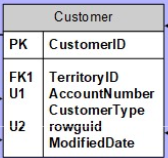 Customer
PK CustomerID
FK1 TerritoryID
U1 AccountNumber
CustomerType
U2 rowguid
ModifiedDate